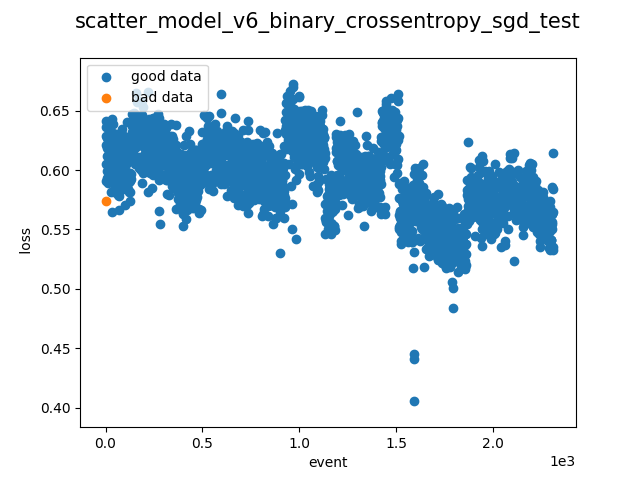 scatter_model_v6_binary_crossentropy_sgd_test
good data
bad data
0.65
0.60
0.55
0.50
0.45
0.40
loss
0.0
0.5
1.0
1.5
2.0
1e3
event